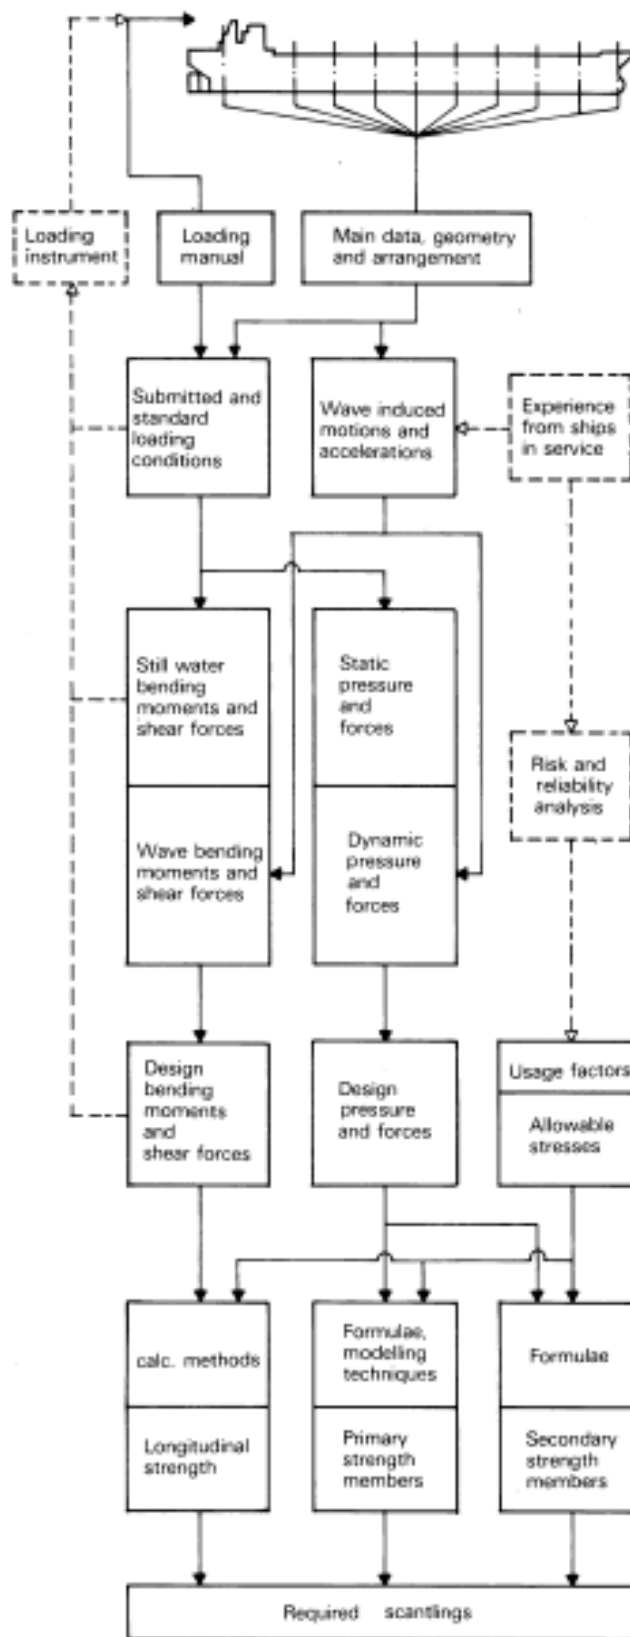 Loading
instrument
Loading
manual
Main data, geometry
and arrangement
Submitted and
standard
loading
conditions
Wave induced
motions and
accelerations
Experience
from ships
in service
Still water
bending
moments and
shear forces
Static
pressure
and
forces
Risk and
reliability
analysis
Wave bending
moments and
shear forces
Dynamic
pressure
and
forces
Design
bending
moments
and
shear forces
Design
pressure
and forces
Usage factors
Allowable
stresses
calc. methods
Formulae,
modelling
techniques
Formulae
Longitudinal
strength
Primary
strength
members
Secondary
strength
members
Required scantlings